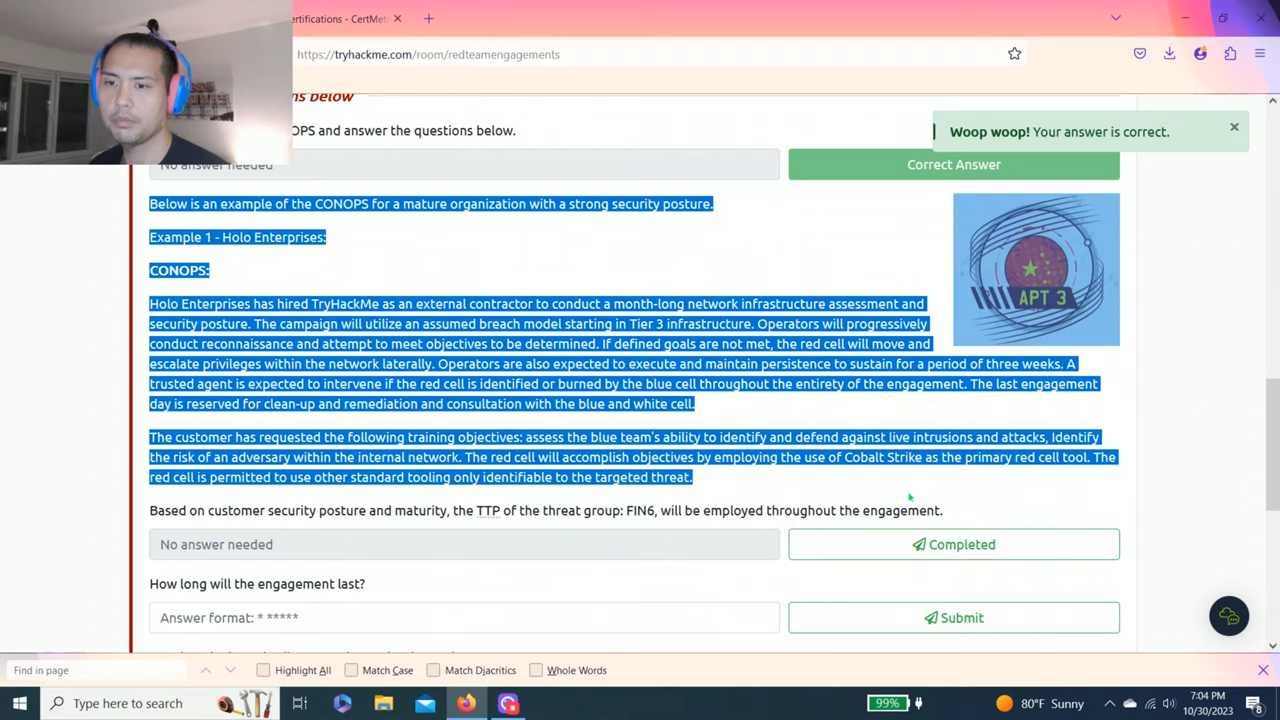 ertifications - CertMet
https://tryhackme.com/room/redteamengagements
ns below
OPS and answer the questions below.
Woop woop! Your answer is correct.
No answer needed
Correct Answer
Below is an example of the CONOPS for a mature organization with a strong security posture.
Example 1 - Holo Enterprises:
CONOPS:
APT 3
Holo Enterprises has hired TryHackMe as an external contractor to conduct a month-long network infrastructure assessment and
security posture. The campaign will utilize an assumed breach model starting in Tier 3 infrastructure. Operators will progressively
conduct reconnaissance and attempt to meet objectives to be determined. If defined goals are not met, the red cell will move and
escalate privileges within the network laterally. Operators are also expected to execute and maintain persistence to sustain for a period of three weeks. A
trusted agent is expected to intervene if the red cell is identified or burned by the blue cell throughout the entirety of the engagement. The last engagement
day is reserved for clean-up and remediation and consultation with the blue and white cell.
The customer has requested the following training objectives: assess the blue team's ability to identify and defend against live intrusions and attacks, Identify
the risk of an adversary within the internal network. The red cell will accomplish objectives by employing the use of Cobalt Strike as the primary red cell tool. The
red cell is permitted to use other standard tooling only identifiable to the targeted threat.
Based on customer security posture and maturity, the TTP of the threat group: FIN6, will be employed throughout the engagement.
No answer needed
Completed
How long will the engagement last?
Answer format: * *****
Submit
Find in page
Highlight All
Match Case
Match Diacritics
Whole Words
Type here to search
99%
80°F Sunny
7:04 PM
10/30/2023
8